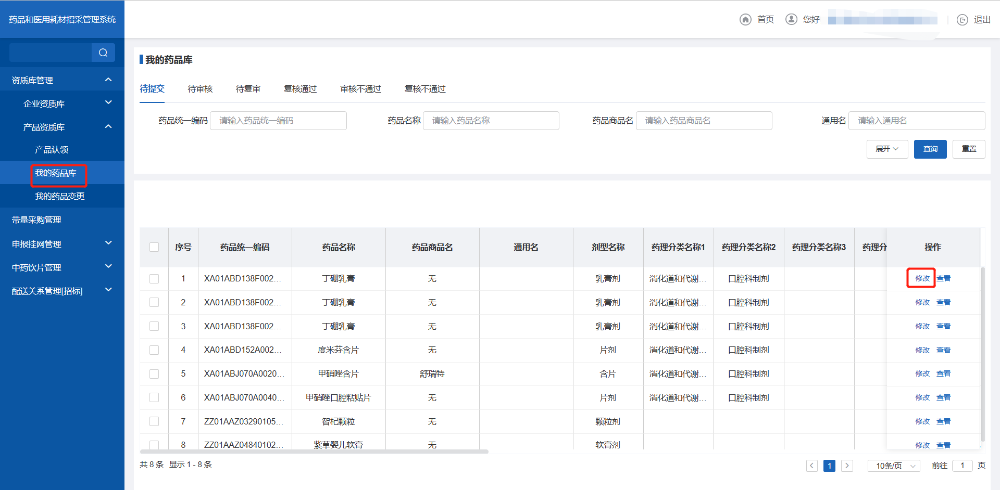 药品和医用耗材招采管理系统
首页 您好 退出
资质库管理
企业资质库
产品资质库
产品认领
我的药品库
我的药品变更
带量采购管理
申报挂网管理
中药饮片管理
配送关系管理[招标]
我的药品库
待提交 待审核 待复审 复核通过 审核不通过 复核不通过
药品统一编码 请输入药品统一编码 药品名称 请输入药品名称 药品商品名 请输入药品商品名 通用名 请输入通用名
展开 查询 重置
序号 药品统一编码 药品名称 药品商品名 通用名 剂型名称 药理分类名称1 药理分类名称2 药理分类名称3 药理分 操作
1 XA01ABD138F002... 丁硼乳膏 无 乳膏剂 消化道和代谢... 口腔科制剂 修改 查看
2 XA01ABD138F002... 丁硼乳膏 无 乳膏剂 消化道和代谢... 口腔科制剂 修改 查看
3 XA01ABD138F002... 丁硼乳膏 无 乳膏剂 消化道和代谢... 口腔科制剂 修改 查看
4 XA01ABD152A002... 度米芬含片 无 片剂 消化道和代谢... 口腔科制剂 修改 查看
5 XA01ABJ070A0020... 甲硝唑含片 舒瑞特 含片 消化道和代谢... 口腔科制剂 修改 查看
6 XA01ABJ070A0040... 甲硝唑口腔粘贴片 无 片剂 消化道和代谢... 口腔科制剂 修改 查看
7 ZZ01AAZ03290105... 智杞颗粒 无 颗粒剂 修改 查看
8 ZZ01AAZ04840102... 紫草婴儿软膏 无 软膏剂 修改 查看
共 8 条 显示 1 - 8 条 1 10条/页 前往 1 页